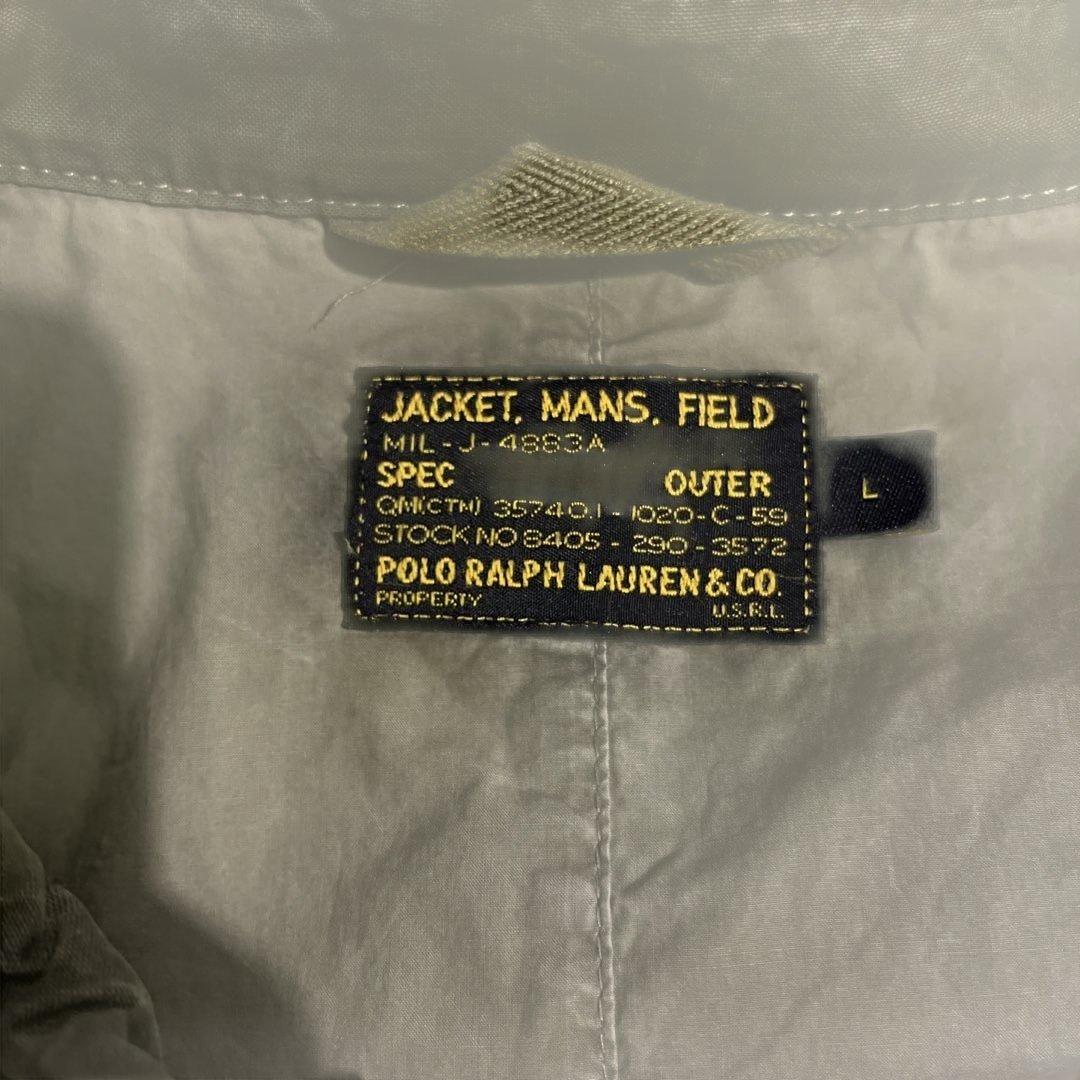 JACKET, MANS, FIELD
MIL-J-4883A
SPEC OUTER
QM(CTN) 35740.1-1020-C-59
STOCK NO 8405-290-3572
POLO RALPH LAUREN & CO.
PROPERTY U.S.R.L.
L